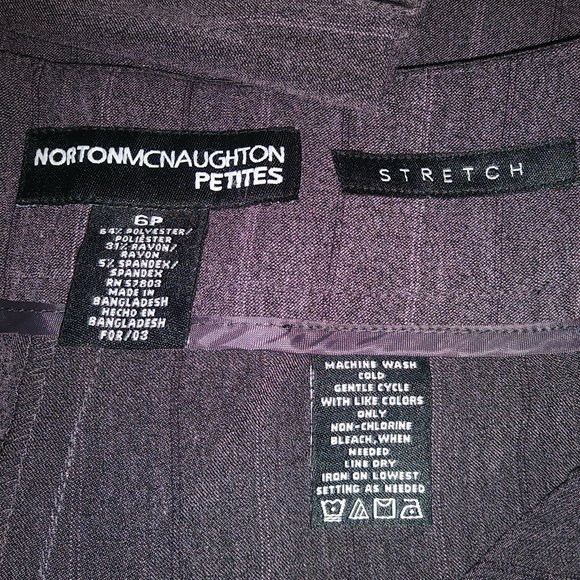 NORTONMCNAUGHTON
PETITES
STRETCH
6P
64% POLYESTER/
POLIÉSTER
31% RAYON/
RAYON
5% SPANDEX/
SPANDEX
RN 57803
MADE IN
BANGLADESH
HECHO EN
BANGLADESH
FOR/03
MACHINE WASH
COLD
GENTLE CYCLE
WITH LIKE COLORS
ONLY
NON-CHLORINE
BLEACH,WHEN
NEEDED
LINE DRY
IRON ON LOWEST
SETTING AS NEEDED